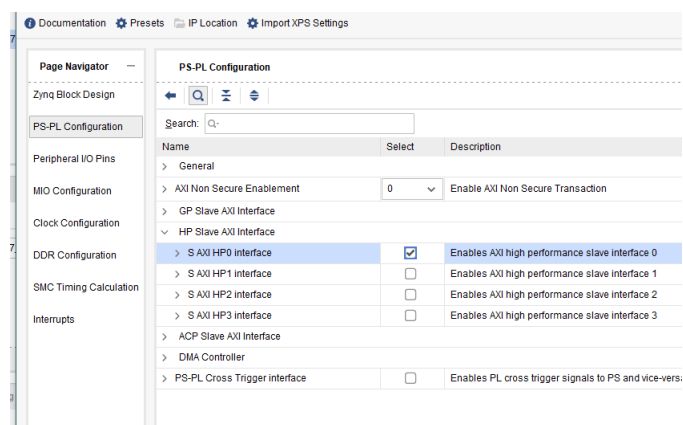 Documentation Presets IP Location Import XPS Settings
Page Navigator
Zynq Block Design
PS-PL Configuration
Peripheral I/O Pins
MIO Configuration
Clock Configuration
DDR Configuration
SMC Timing Calculation
Interrupts
PS-PL Configuration
Search:
Name Select Description
General
AXI Non Secure Enablement 0 Enable AXI Non Secure Transaction
GP Slave AXI Interface
HP Slave AXI Interface
S AXI HP0 interface Enables AXI high performance slave interface 0
S AXI HP1 interface Enables AXI high performance slave interface 1
S AXI HP2 interface Enables AXI high performance slave interface 2
S AXI HP3 interface Enables AXI high performance slave interface 3
ACP Slave AXI Interface
DMA Controller
PS-PL Cross Trigger interface Enables PL cross trigger signals to PS and vice-versa